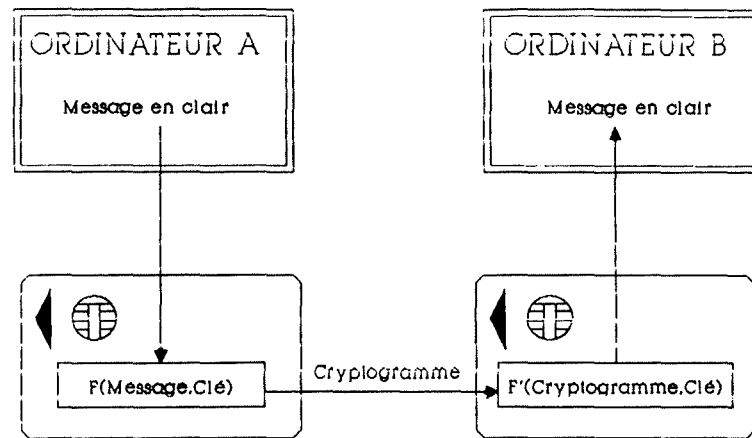 ORDINATEUR A
Message en clair
ORDINATEUR B
Message en clair
F(Message,Clé)
Cryptogramme
F'(Cryptogramme,Clé)